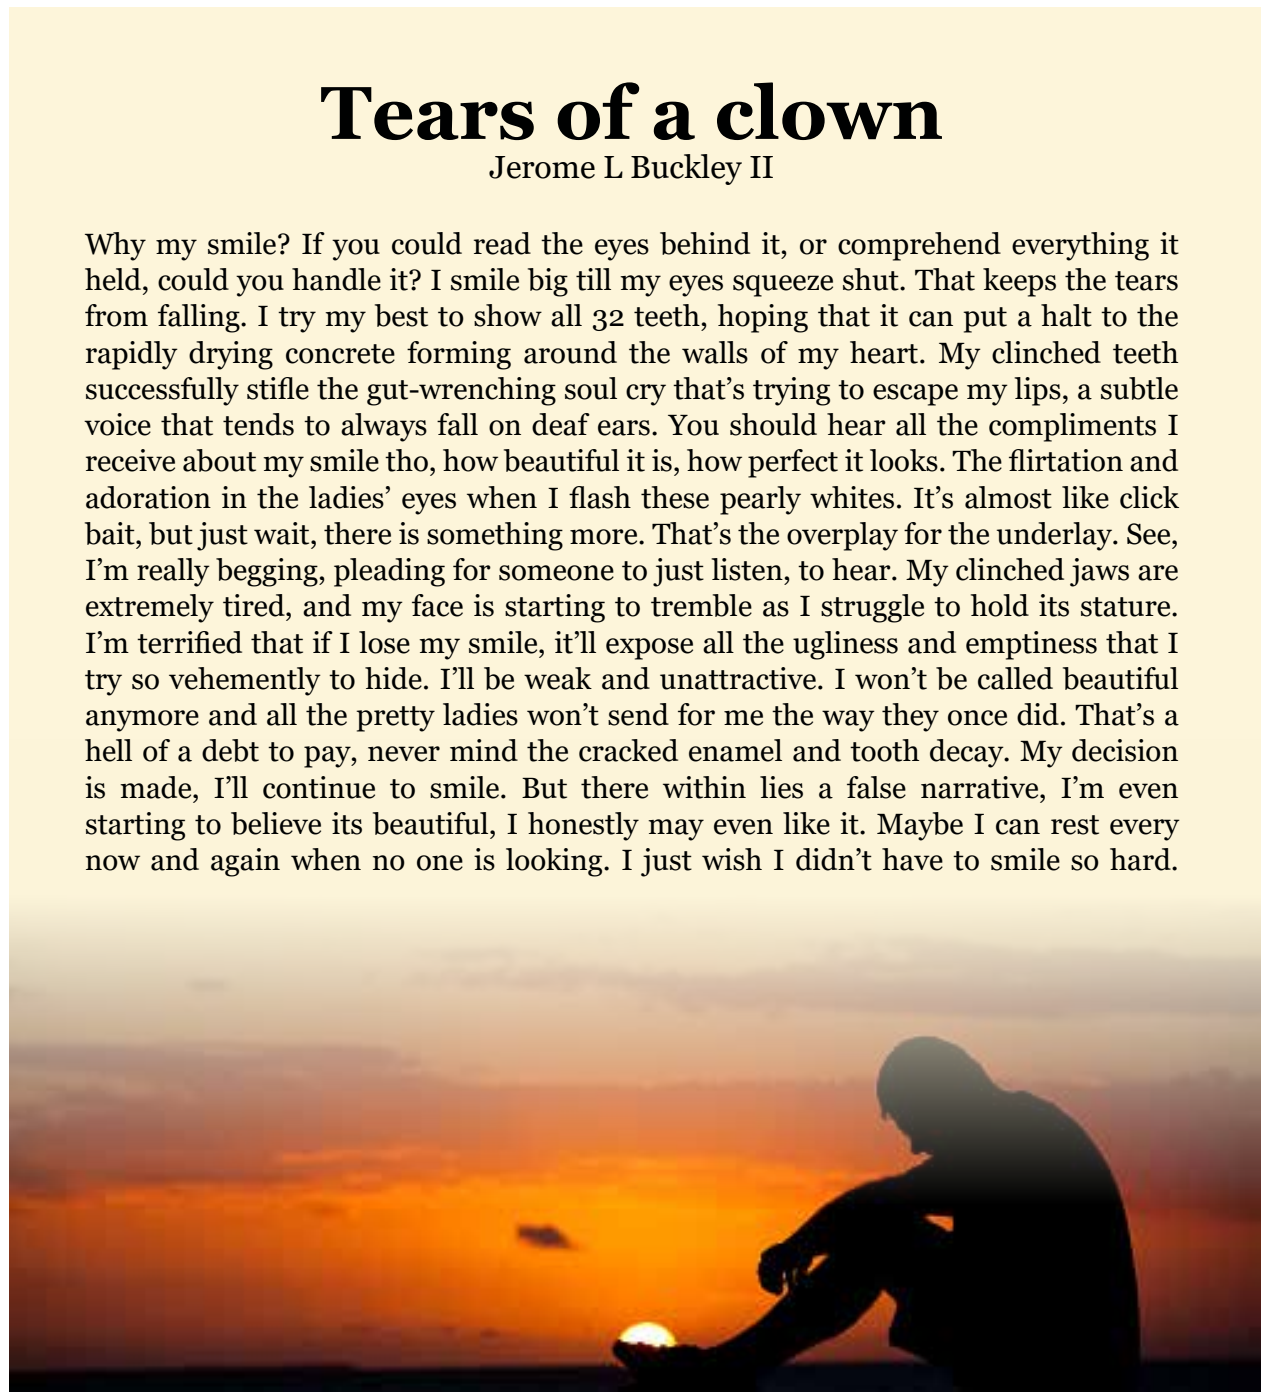 Tears of a clown
Jerome L Buckley II
Why my smile? If you could read the eyes behind it, or comprehend everything it
held, could you handle it? I smile big till my eyes squeeze shut. That keeps the tears
from falling. I try my best to show all 32 teeth, hoping that it can put a halt to the
rapidly drying concrete forming around the walls of my heart. My clinched teeth
successfully stifle the gut-wrenching soul cry that’s trying to escape my lips, a subtle
voice that tends to always fall on deaf ears. You should hear all the compliments I
receive about my smile tho, how beautiful it is, how perfect it looks. The flirtation and
adoration in the ladies’ eyes when I flash these pearly whites. It’s almost like click
bait, but just wait, there is something more. That’s the overplay for the underlay. See,
I’m really begging, pleading for someone to just listen, to hear. My clinched jaws are
extremely tired, and my face is starting to tremble as I struggle to hold its stature.
I’m terrified that if I lose my smile, it’ll expose all the ugliness and emptiness that I
try so vehemently to hide. I’ll be weak and unattractive. I won’t be called beautiful
anymore and all the pretty ladies won’t send for me the way they once did. That’s a
hell of a debt to pay, never mind the cracked enamel and tooth decay. My decision
is made, I’ll continue to smile. But there within lies a false narrative, I’m even
starting to believe its beautiful, I honestly may even like it. Maybe I can rest every
now and again when no one is looking. I just wish I didn’t have to smile so hard.